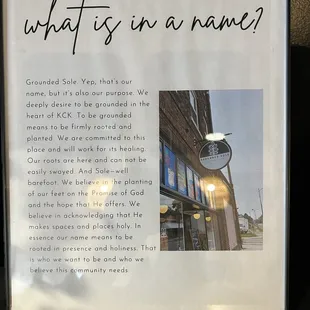 what is in a name?
Grounded Sole. Yep, that's our
name, but it's also our purpose. We
deeply desire to be grounded in the
heart of KCK. To be grounded
means to be firmly rooted and
planted. We are committed to this
place and will work for its healing.
Our roots are here and can not be
easily swayed. And Sole—well
barefoot. We believe in the planting
of our feet on the Promise of God
and the hope that He offers. We
believe in acknowledging that He
makes spaces and places holy. In
essence our name means to be
rooted in presence and holiness. That
is who we want to be and who we
believe this community needs.